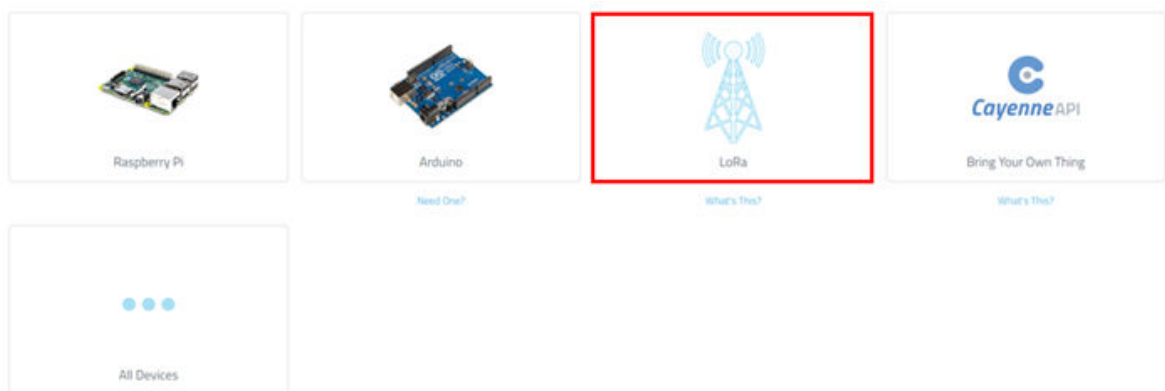 Raspberry Pi
Arduino
LoRa
Cayenne API
Bring Your Own Thing
Need One?
What's This?
What's This?
All Devices